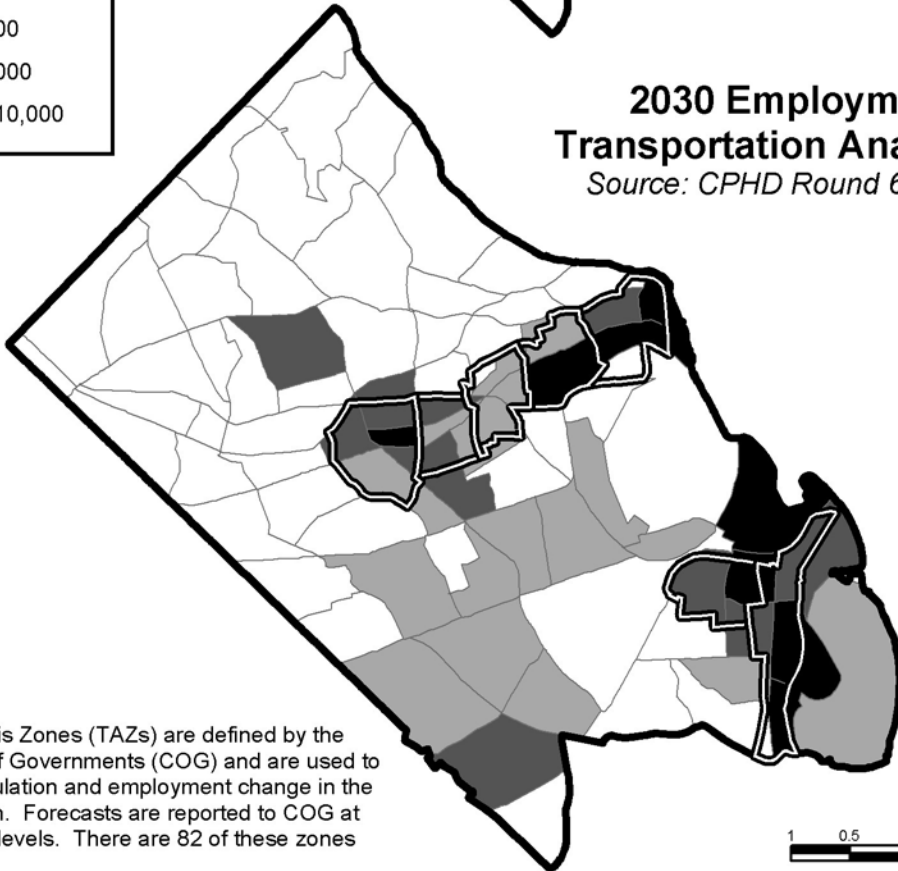 00
000
10,000
2030 Employm
Transportation Ana
Source: CPHD Round 6
is Zones (TAZs) are defined by the
f Governments (COG) and are used to
ulation and employment change in the
n. Forecasts are reported to COG at
levels. There are 82 of these zones
1 0.5